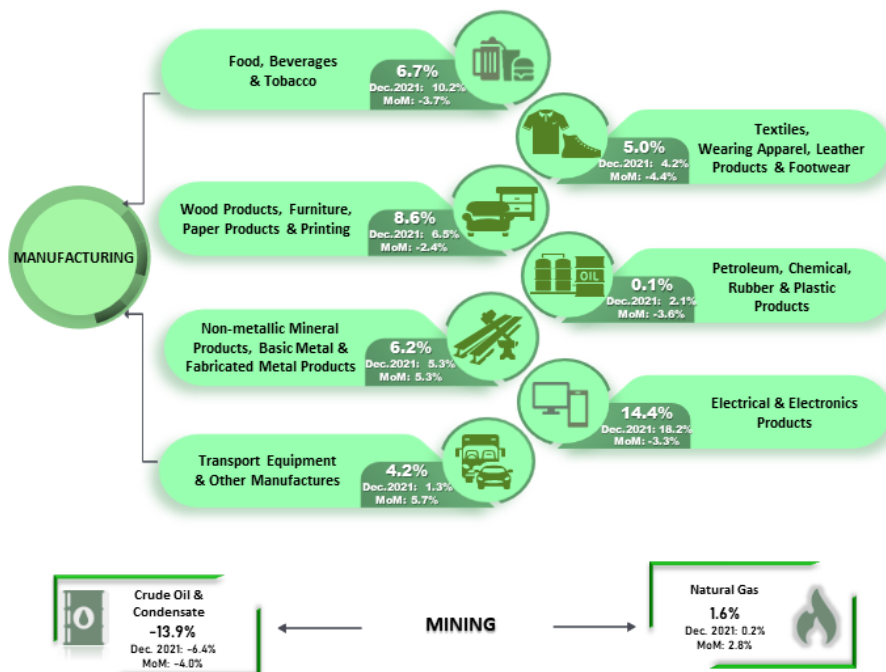 Food, Beverages
& Tobacco
6.7%
Dec.2021: 10.2%
MoM: -3.7%
Textiles,
Wearing Apparel, Leather
Products & Footwear
5.0%
Dec.2021: 4.2%
MoM: -4.4%
Wood Products, Furniture,
Paper Products & Printing
8.6%
Dec.2021: 6.5%
MoM: -2.4%
MANUFACTURING
OIL
Petroleum, Chemical,
Rubber & Plastic
Products
0.1%
Dec.2021: 2.1%
MoM: -3.6%
Non-metallic Mineral
Products, Basic Metal &
Fabricated Metal Products
6.2%
Dec.2021: 5.3%
MoM: 5.3%
Electrical & Electronics
Products
14.4%
Dec.2021: 18.2%
MoM: -3.3%
Transport Equipment
& Other Manufactures
4.2%
Dec.2021: 1.3%
MoM: 5.7%
Crude Oil &
Condensate
-13.9%
Dec. 2021: -6.4%
MoM: -4.0%
MINING
Natural Gas
1.6%
Dec. 2021: 0.2%
MoM: 2.8%